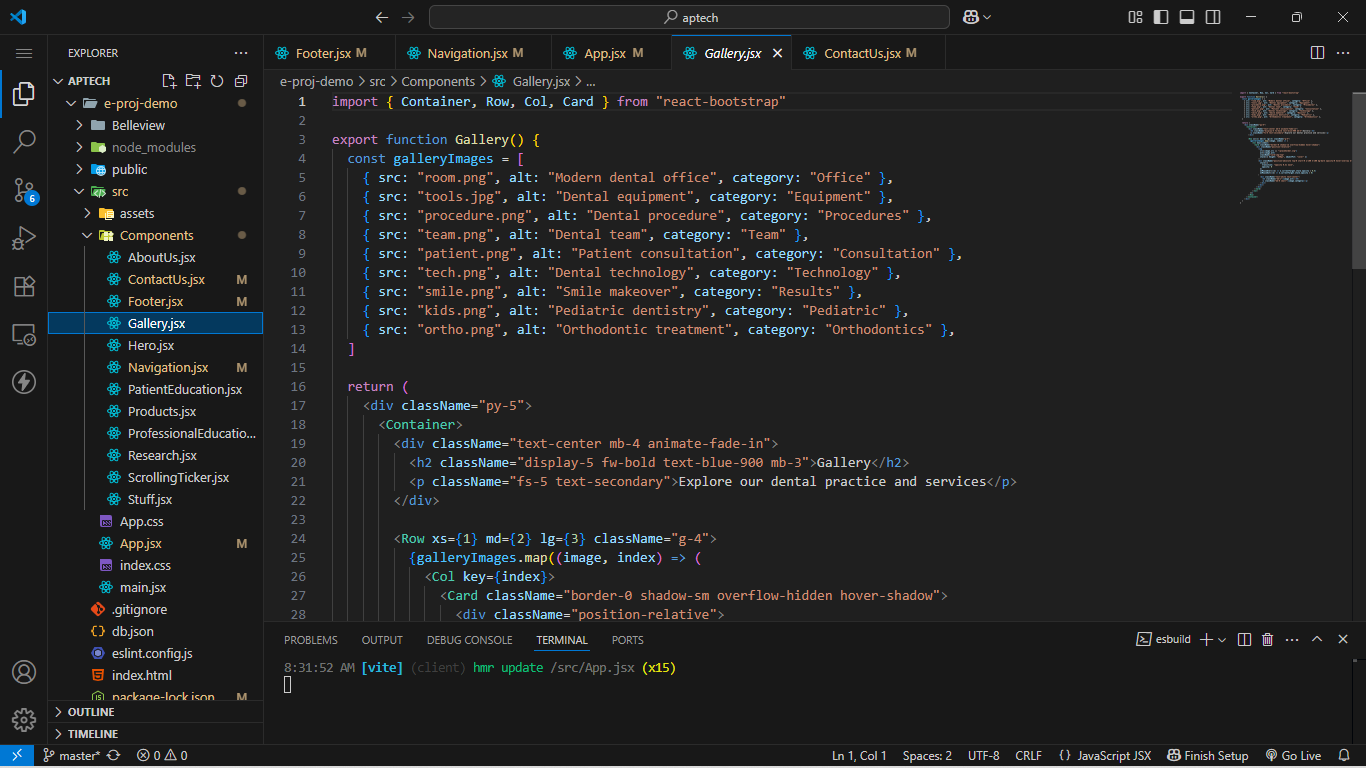 aptech
EXPLORER
Footer.jsx M
Navigation.jsx M
App.jsx M
Gallery.jsx
ContactUs.jsx M
APTECH
e-proj-demo > src > Components > Gallery.jsx > ...
e-proj-demo
Belleview
node_modules
public
src
assets
Components
AboutUs.jsx
ContactUs.jsx M
Footer.jsx M
Gallery.jsx
Hero.jsx
Navigation.jsx M
PatientEducation.jsx
Products.jsx
ProfessionalEducatio...
Research.jsx
ScrollingTicker.jsx
Stuff.jsx
App.css
App.jsx M
index.css
main.jsx
.gitignore
db.json
eslint.config.js
index.html
package-lock.json M
OUTLINE
TIMELINE
6
1 import { Container, Row, Col, Card } from "react-bootstrap"
2
3 export function Gallery() {
4 const galleryImages = [
5 { src: "room.png", alt: "Modern dental office", category: "Office" },
6 { src: "tools.jpg", alt: "Dental equipment", category: "Equipment" },
7 { src: "procedure.png", alt: "Dental procedure", category: "Procedures" },
8 { src: "team.png", alt: "Dental team", category: "Team" },
9 { src: "patient.png", alt: "Patient consultation", category: "Consultation" },
10 { src: "tech.png", alt: "Dental technology", category: "Technology" },
11 { src: "smile.png", alt: "Smile makeover", category: "Results" },
12 { src: "kids.png", alt: "Pediatric dentistry", category: "Pediatric" },
13 { src: "ortho.png", alt: "Orthodontic treatment", category: "Orthodontics" },
14 ]
15
16 return (
17 <div className="py-5">
18 <Container>
19 <div className="text-center mb-4 animate-fade-in">
20 <h2 className="display-5 fw-bold text-blue-900 mb-3">Gallery</h2>
21 <p className="fs-5 text-secondary">Explore our dental practice and services</p>
22 </div>
23
24 <Row xs={1} md={2} lg={3} className="g-4">
25 {galleryImages.map((image, index) => (
26 <Col key={index}>
27 <Card className="border-0 shadow-sm overflow-hidden hover-shadow">
28 <div className="position-relative">
PROBLEMS OUTPUT DEBUG CONSOLE TERMINAL PORTS
esbuild
8:31:52 AM [vite] (client) hmr update /src/App.jsx (x15)
master* 0 0
Ln 1, Col 1 Spaces: 2 UTF-8 CRLF { } JavaScript JSX Finish Setup Go Live